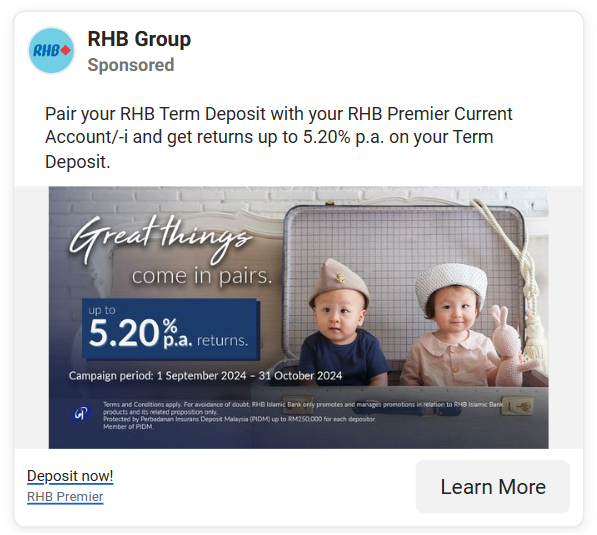 RHB
RHB Group
Sponsored
Pair your RHB Term Deposit with your RHB Premier Current
Account/-i and get returns up to 5.20% p.a. on your Term
Deposit.
Great things
come in pairs.
up to
5.20% p.a. returns.
Campaign period: 1 September 2024 – 31 October 2024
Terms and Conditions apply. For avoidance of doubt, RHB Islamic Bank only promotes and manages promotions in relation to RHB Islamic Bank
products and its related proposition only.
Protected by Perbadanan Insurans Deposit Malaysia (PIDM) up to RM250,000 for each depositor.
Member of PIDM.
Deposit now!
RHB Premier
Learn More